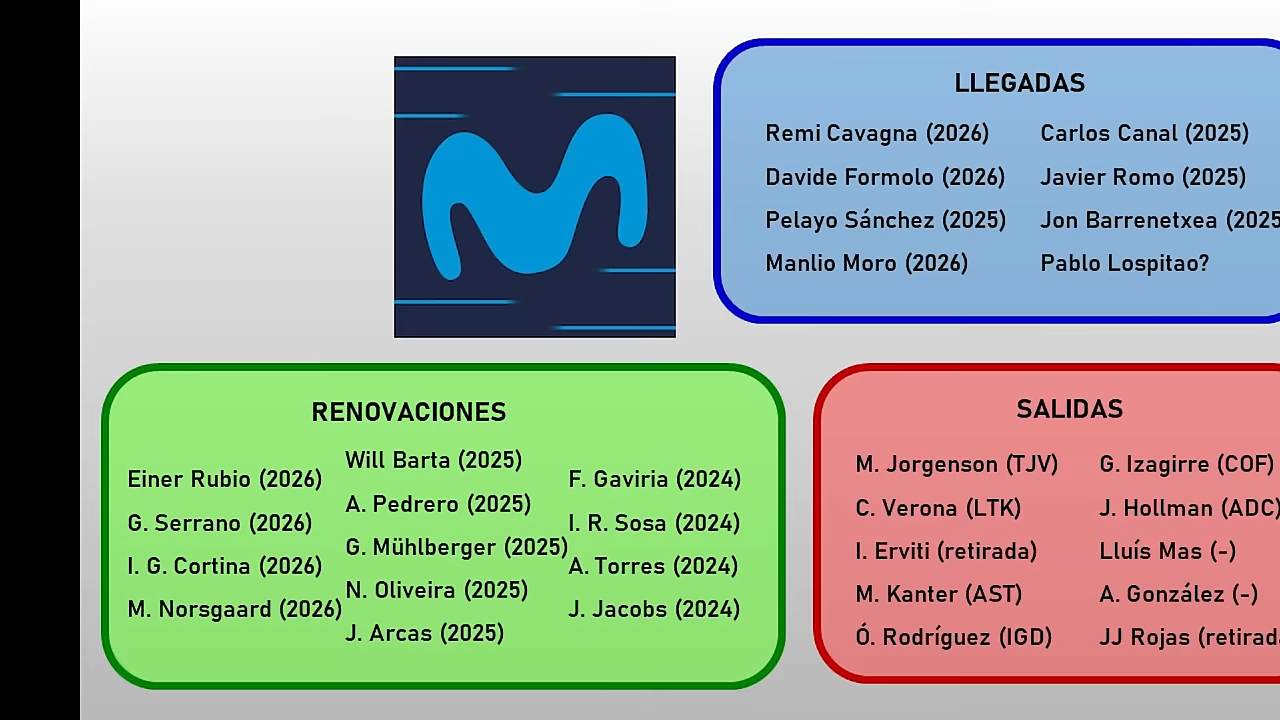 LLEGADAS
Remi Cavagna (2026)
Carlos Canal (2025)
Davide Formolo (2026)
Javier Romo (2025)
Pelayo Sánchez (2025)
Jon Barrenetxea (2025
Manlio Moro (2026)
Pablo Lospitao?
RENOVACIONES
Einer Rubio (2026)
G. Serrano (2026)
I. G. Cortina (2026)
M. Norsgaard (2026)
Will Barta (2025)
A. Pedrero (2025)
G. Mühlberger (2025)
N. Oliveira (2025)
J. Arcas (2025)
F. Gaviria (2024)
I. R. Sosa (2024)
A. Torres (2024)
J. Jacobs (2024)
SALIDAS
M. Jorgenson (TJV)
G. Izagirre (COF)
C. Verona (LTK)
J. Hollman (ADC)
I. Erviti (retirada)
Lluís Mas (-)
M. Kanter (AST)
A. González (-)
Ó. Rodríguez (IGD)
JJ Rojas (retirada